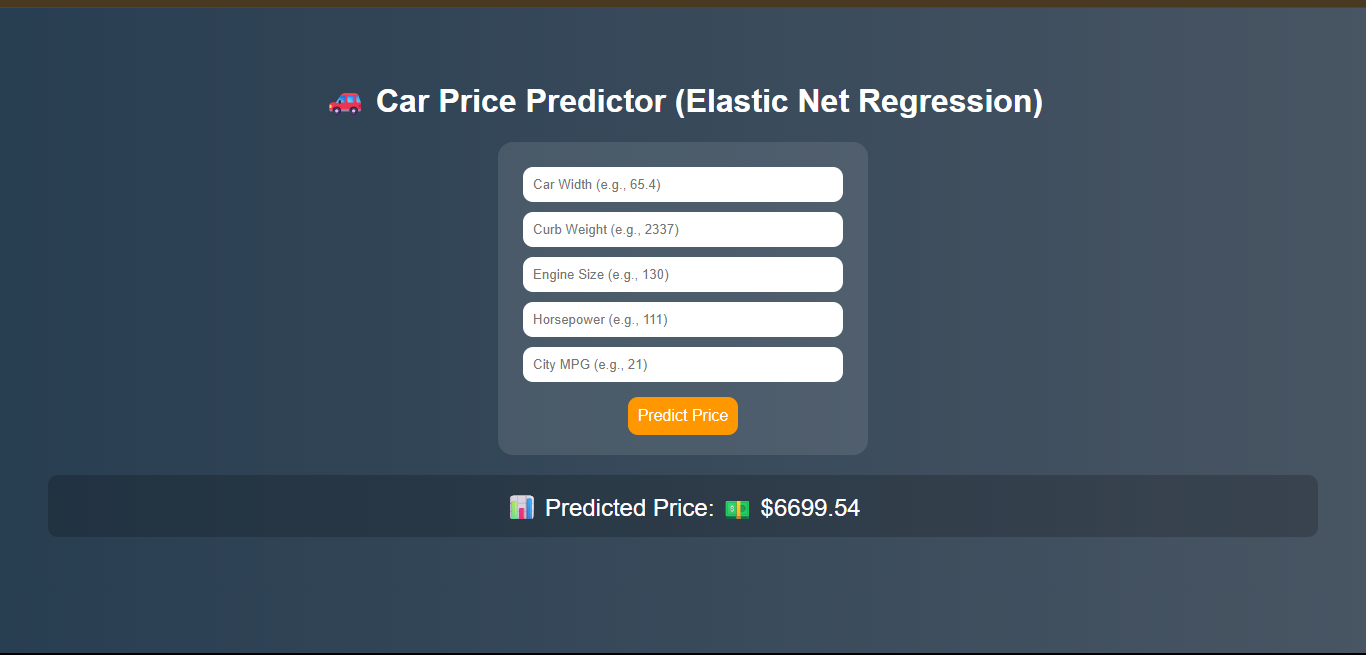 🚗 Car Price Predictor (Elastic Net Regression)
Car Width (e.g., 65.4)
Curb Weight (e.g., 2337)
Engine Size (e.g., 130)
Horsepower (e.g., 111)
City MPG (e.g., 21)
Predict Price
📊 Predicted Price: 💵 $6699.54